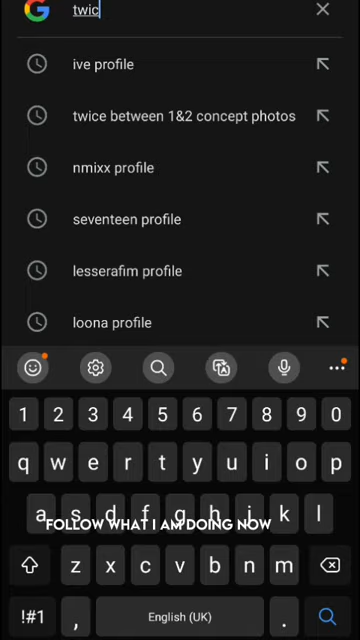 twic
ive profile
twice between 1&2 concept photos
nmixx profile
seventeen profile
lesserafim profile
loona profile
1 2 3 4 5 6 7 8 9 0
q w e r t y u i o p
a s d f g h j k l
FOLLOW WHAT I AM DOING NOW
z x c v b n m
!#1 , English (UK) .